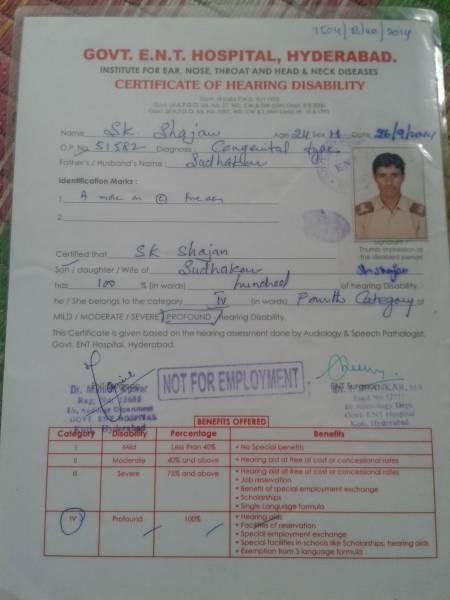 GOVT. E.N.T. HOSPITAL, HYDERABAD.
INSTITUTE FOR EAR, NOSE, THROAT AND HEAD & NECK DISEASES
CERTIFICATE OF HEARING DISABILITY
Name SK Shajan Age 24 Sex M Date
O.P. No. 51582 Diagnosis Congenital
Father's / Husband's Name : Sudhakar
Identification Marks :
1. A mole on
2.
Certified that SK Shajan
Son / daughter / Wife of Sudhakar
has 100 % (in words) hundred of hearing Disability
he / She belongs to the category IV (in words) Fourth Category of
MILD / MODERATE / SEVERE / PROFOUND - Hearing Disability.
This Certificate is given based on the hearing assessment done by Audiology & Speech Pathologist,
Govt. ENT Hospital, Hyderabad.
NOT FOR EMPLOYMENT
ENT Surgeon
BENEFITS OFFERED
Category Disability Percentage Benefits
I Mild Less than 40% • No Special benefits
II Moderate 40% and above • Hearing aid at free of cost or concessional rates
III Severe 75% and above • Hearing aid at free of cost or concessional rates
• Job reservation
• Benefit of special employment exchange
• Scholarships
• Single Language formula
IV Profound 100% • Hearing aids
• Facilities of reservation
• Special employment exchange
• Special facilities in schools like Scholarships, hearing aids
• Exemption from 3 language formula